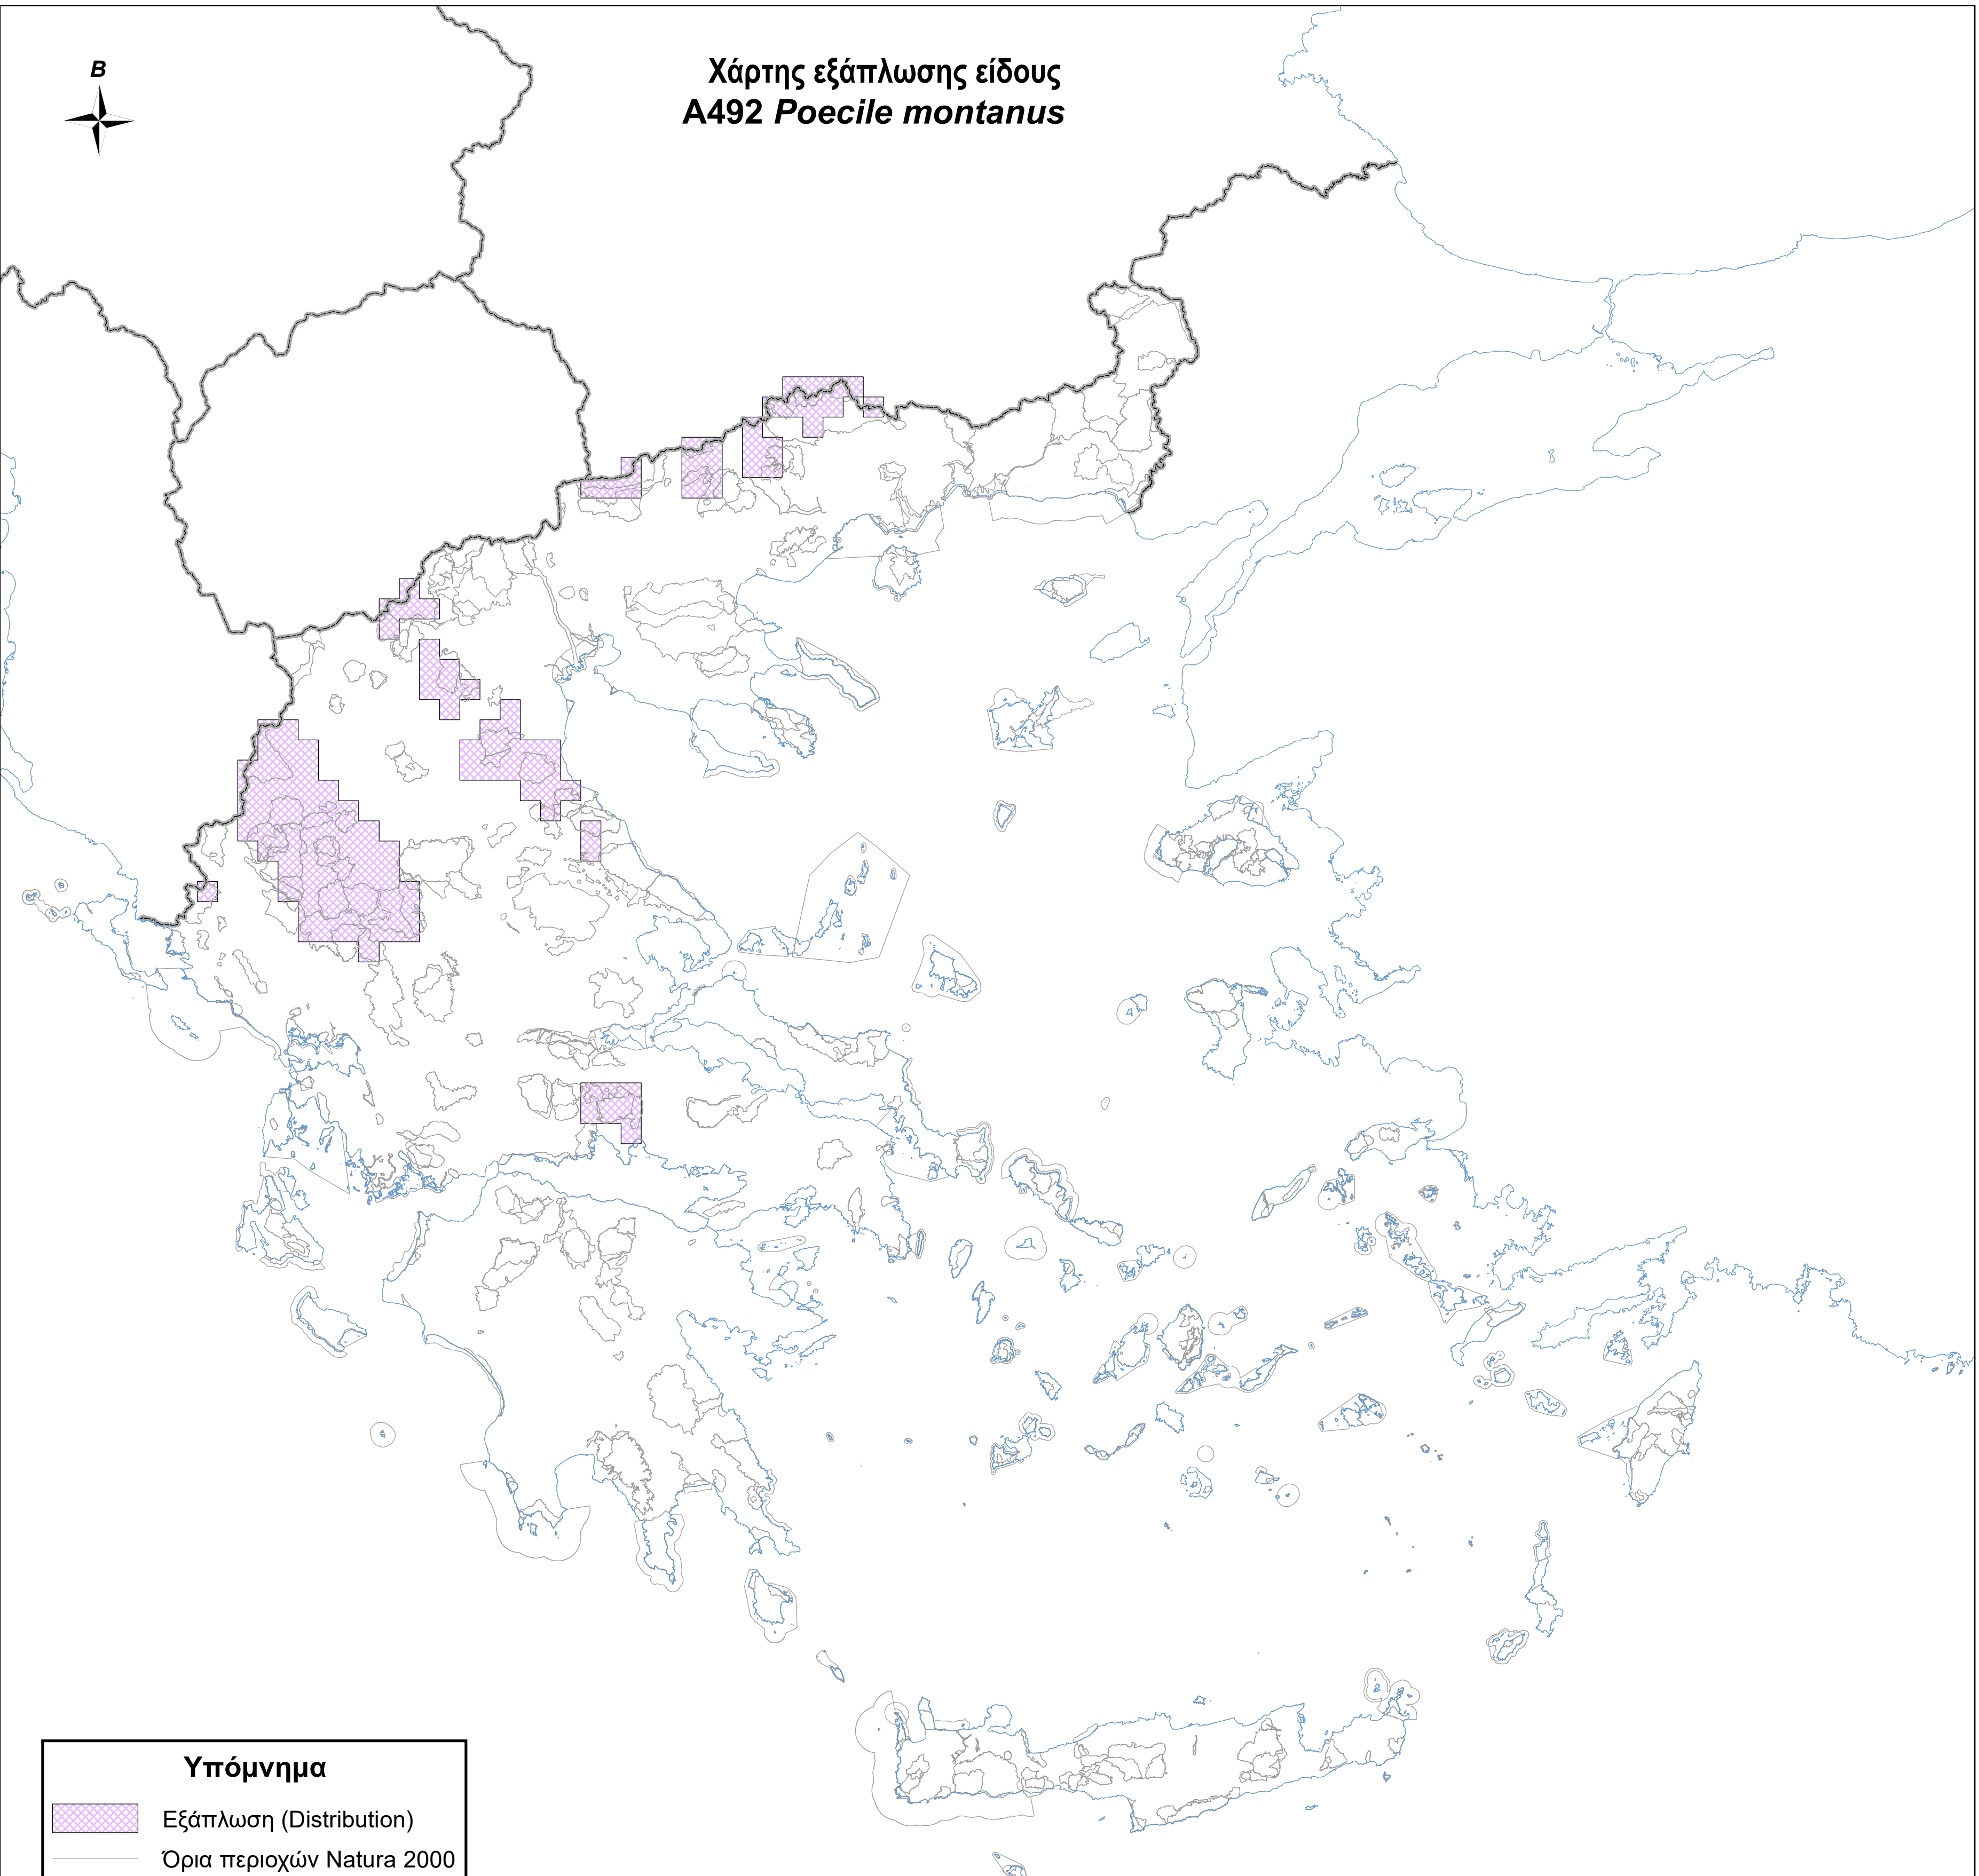 Β
Χάρτης εξάπλωσης είδους
A492 Poecile montanus
Υπόμνημα
Εξάπλωση (Distribution)
Όρια περιοχών Natura 2000